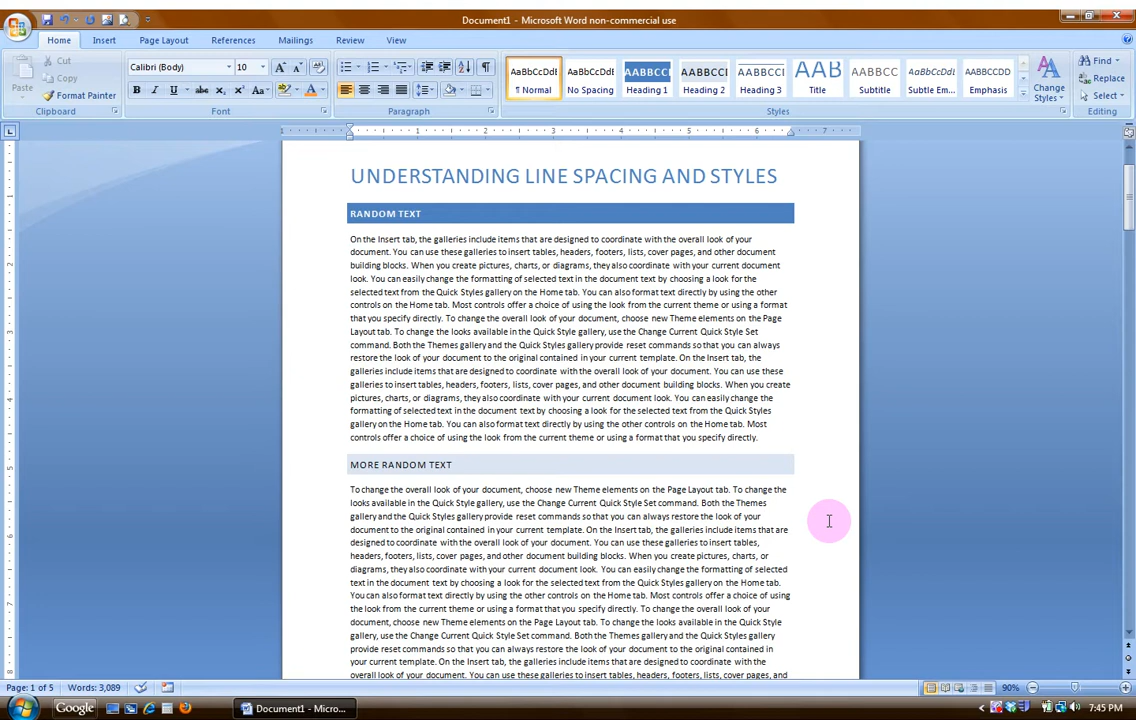 Document1 - Microsoft Word non-commercial use
Home Insert Page Layout References Mailings Review View
Paste
Cut
Copy
Format Painter
Clipboard
Calibri (Body) 10
B I U abc X₂ X² Aa
Font
Paragraph
AaBbCcDdI AaBbCcDdI AABBCCI AABBCCI AABBCCI AAB AABBCC AaBbCcDdI AABBCCDD
¶ Normal No Spacing Heading 1 Heading 2 Heading 3 Title Subtitle Subtle Em... Emphasis
Change Styles
Styles
Find
Replace
Select
Editing
1 1 2 3 4 5 6 7
1
2
3
4
5
6
7
8
UNDERSTANDING LINE SPACING AND STYLES
RANDOM TEXT
On the Insert tab, the galleries include items that are designed to coordinate with the overall look of your
document. You can use these galleries to insert tables, headers, footers, lists, cover pages, and other document
building blocks. When you create pictures, charts, or diagrams, they also coordinate with your current document
look. You can easily change the formatting of selected text in the document text by choosing a look for the
selected text from the Quick Styles gallery on the Home tab. You can also format text directly by using the other
controls on the Home tab. Most controls offer a choice of using the look from the current theme or using a format
that you specify directly. To change the overall look of your document, choose new Theme elements on the Page
Layout tab. To change the looks available in the Quick Style gallery, use the Change Current Quick Style Set
command. Both the Themes gallery and the Quick Styles gallery provide reset commands so that you can always
restore the look of your document to the original contained in your current template. On the Insert tab, the
galleries include items that are designed to coordinate with the overall look of your document. You can use these
galleries to insert tables, headers, footers, lists, cover pages, and other document building blocks. When you create
pictures, charts, or diagrams, they also coordinate with your current document look. You can easily change the
formatting of selected text in the document text by choosing a look for the selected text from the Quick Styles
gallery on the Home tab. You can also format text directly by using the other controls on the Home tab. Most
controls offer a choice of using the look from the current theme or using a format that you specify directly.
MORE RANDOM TEXT
To change the overall look of your document, choose new Theme elements on the Page Layout tab. To change the
looks available in the Quick Style gallery, use the Change Current Quick Style Set command. Both the Themes
gallery and the Quick Styles gallery provide reset commands so that you can always restore the look of your
document to the original contained in your current template. On the Insert tab, the galleries include items that are
designed to coordinate with the overall look of your document. You can use these galleries to insert tables,
headers, footers, lists, cover pages, and other document building blocks. When you create pictures, charts, or
diagrams, they also coordinate with your current document look. You can easily change the formatting of selected
text in the document text by choosing a look for the selected text from the Quick Styles gallery on the Home tab.
You can also format text directly by using the other controls on the Home tab. Most controls offer a choice of using
the look from the current theme or using a format that you specify directly. To change the overall look of your
document, choose new Theme elements on the Page Layout tab. To change the looks available in the Quick Style
gallery, use the Change Current Quick Style Set command. Both the Themes gallery and the Quick Styles gallery
provide reset commands so that you can always restore the look of your document to the original contained in
your current template. On the Insert tab, the galleries include items that are designed to coordinate with the
overall look of your document. You can use these galleries to insert tables, headers, footers, lists, cover pages, and
Page: 1 of 5 Words: 3,089 90%
Google Document1 - Micro... 7:45 PM